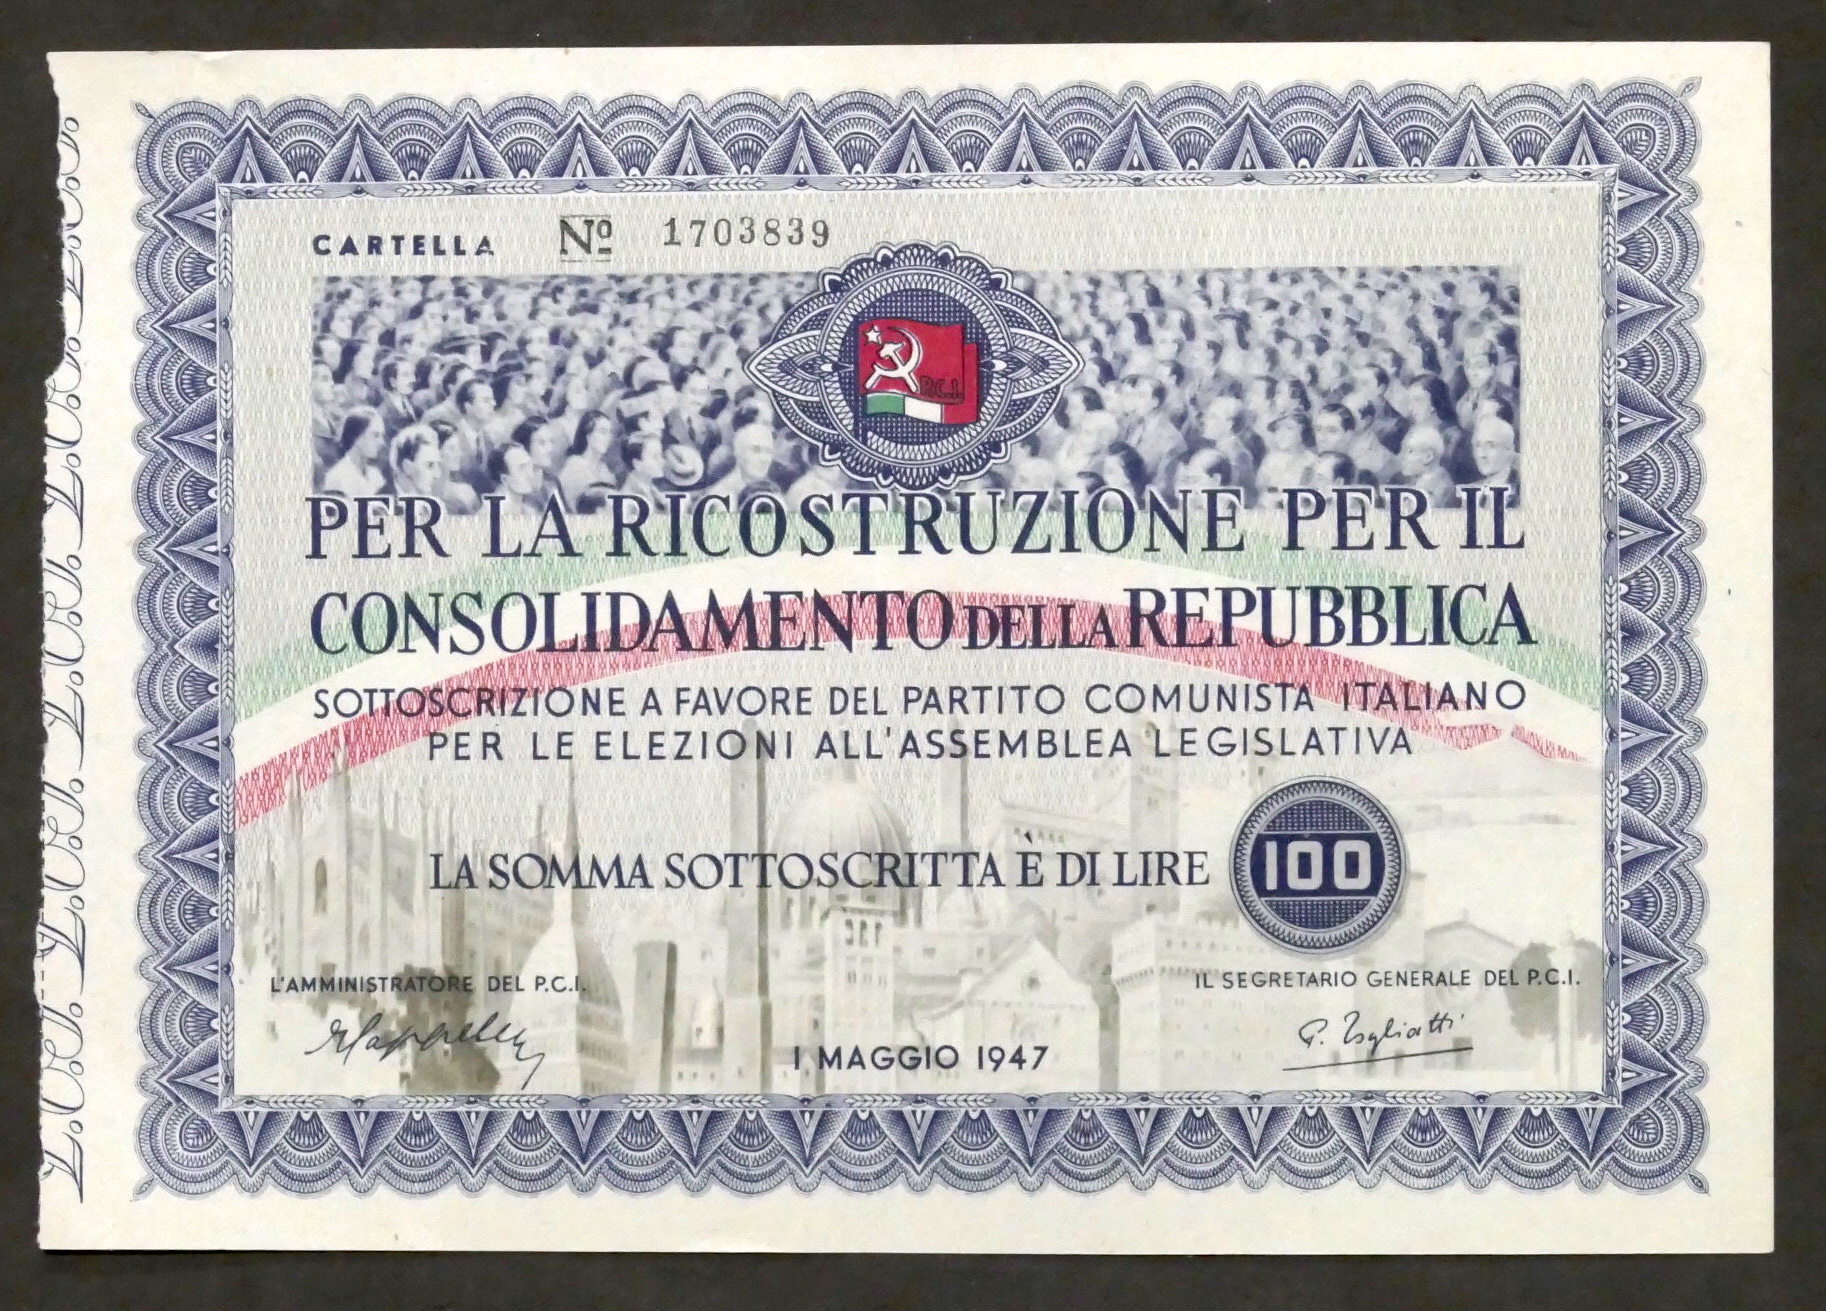 CARTELLA Nº 1703839
P.C.I.
PER LA RICOSTRUZIONE PER IL
CONSOLIDAMENTO DELLA REPUBBLICA
SOTTOSCRIZIONE A FAVORE DEL PARTITO COMUNISTA ITALIANO
PER LE ELEZIONI ALL'ASSEMBLEA LEGISLATIVA
LA SOMMA SOTTOSCRITTA È DI LIRE 100
L'AMMINISTRATORE DEL P.C.I.
IL SEGRETARIO GENERALE DEL P.C.I.
P. Togliatti
1 MAGGIO 1947